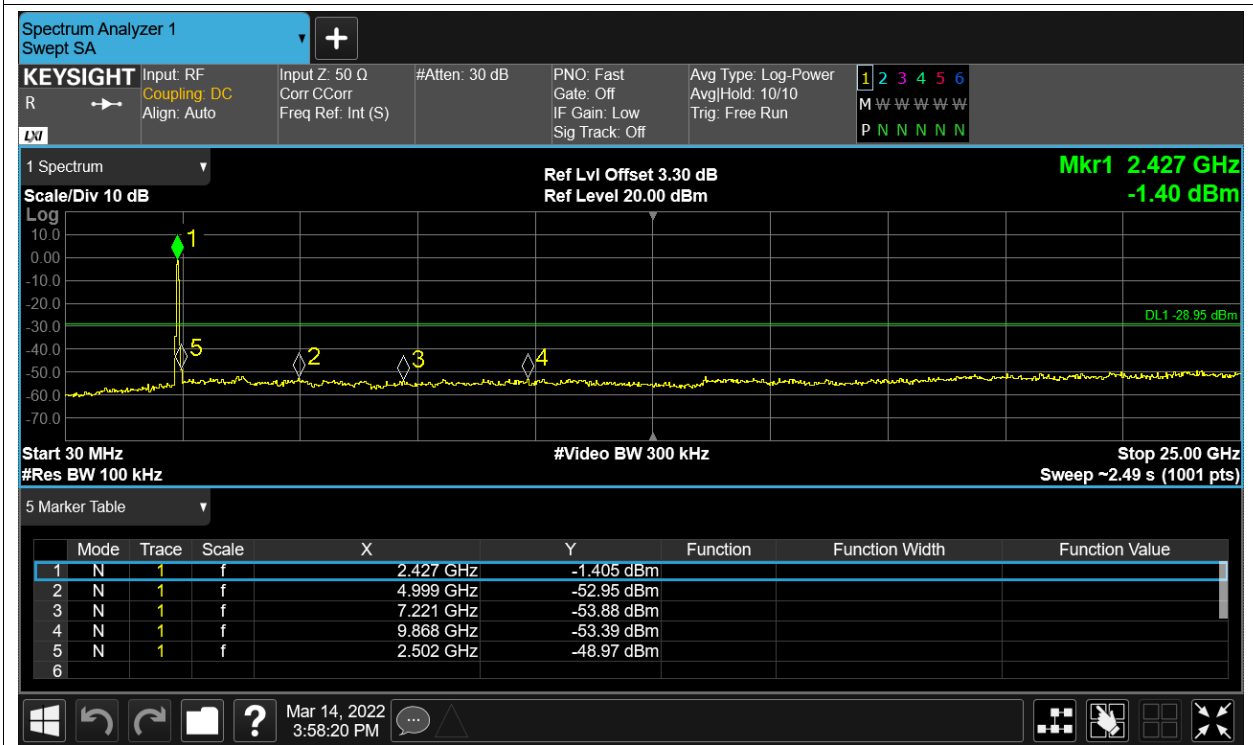 Spectrum Analyzer 1
Swept SA
KEYSIGHT Input: RF Input Z: 50 Ω #Atten: 30 dB PNO: Fast Avg Type: Log-Power 1 2 3 4 5 6
R Coupling: DC Corr CCorr Gate: Off Avg|Hold: 10/10 M W W W W W
Align: Auto Freq Ref: Int (S) IF Gain: Low Trig: Free Run
LXI Sig Track: Off P N N N N N
1 Spectrum Ref Lvl Offset 3.30 dB Mkr1 2.427 GHz
Scale/Div 10 dB Ref Level 20.00 dBm -1.40 dBm
Log
10.0 1
0.00
-10.0
-20.0
DL1 -28.95 dBm
-30.0
-40.0 5 2 3 4
-50.0
-60.0
-70.0
Start 30 MHz #Video BW 300 kHz Stop 25.00 GHz
#Res BW 100 kHz Sweep ~2.49 s (1001 pts)
5 Marker Table
Mode Trace Scale X Y Function Function Width Function Value
1 N 1 f 2.427 GHz -1.405 dBm
2 N 1 f 4.999 GHz -52.95 dBm
3 N 1 f 7.221 GHz -53.88 dBm
4 N 1 f 9.868 GHz -53.39 dBm
5 N 1 f 2.502 GHz -48.97 dBm
6
? Mar 14, 2022
3:58:20 PM